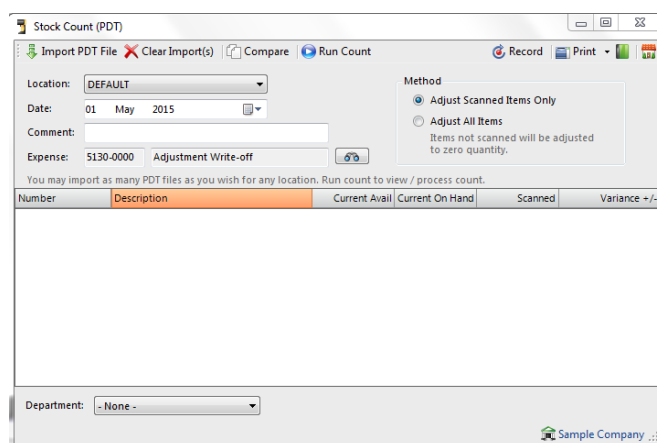 Stock Count (PDT)
Import PDT File Clear Import(s) Compare Run Count Record Print
Location: DEFAULT
Method
Adjust Scanned Items Only
Date: 01 May 2015
Adjust All Items
Comment:
Items not scanned will be adjusted
to zero quantity.
Expense: 5130-0000 Adjustment Write-off
You may import as many PDT files as you wish for any location. Run count to view / process count.
Number Description Current Avail Current On Hand Scanned Variance +/-
Department: - None -
Sample Company